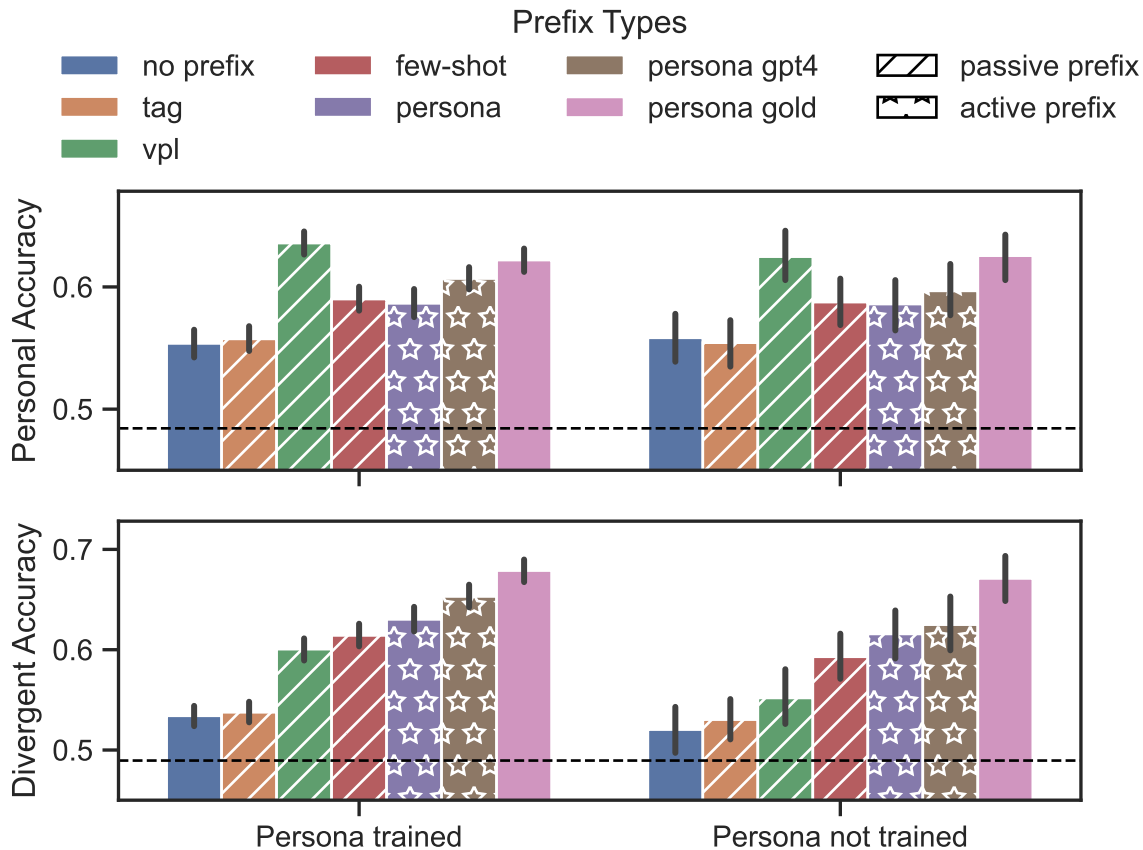 Prefix Types
no prefix few-shot persona gpt4 passive prefix
tag persona persona gold active prefix
vpl
Personal Accuracy
0.6
0.5
Divergent Accuracy
0.7
0.6
0.5
Persona trained Persona not trained